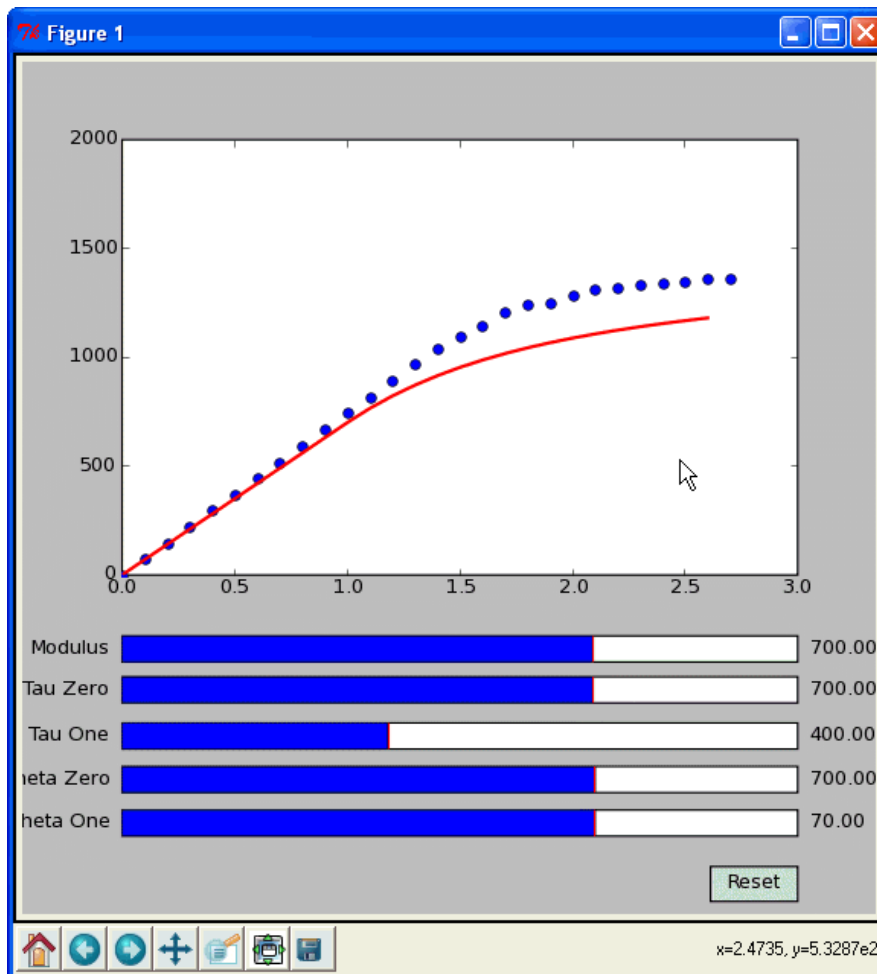 Figure 1
2000
1500
1000
500
0
0.0 0.5 1.0 1.5 2.0 2.5 3.0
Modulus 700.00
Tau Zero 700.00
Tau One 400.00
heta Zero 700.00
heta One 70.00
Reset
x=2.4735, y=5.3287e2